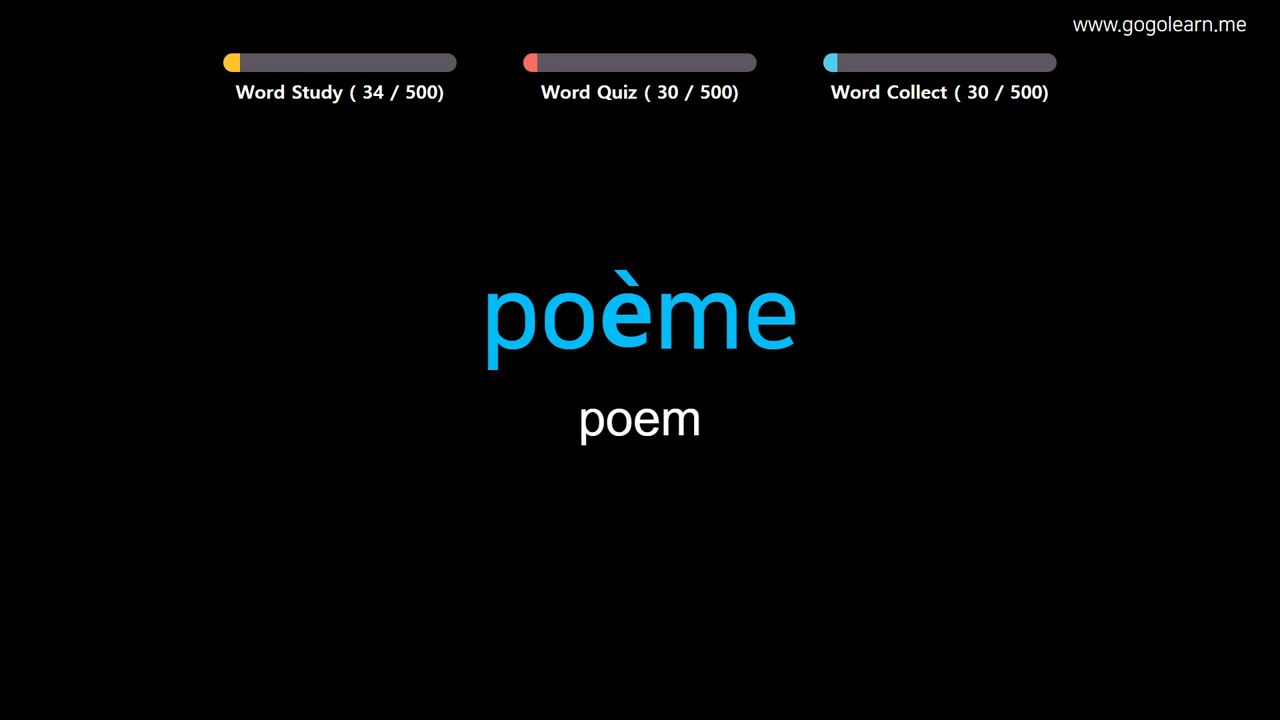 www.gogolearn.me
Word Study ( 34 / 500)
Word Quiz ( 30 / 500)
Word Collect ( 30 / 500)
poème
poem